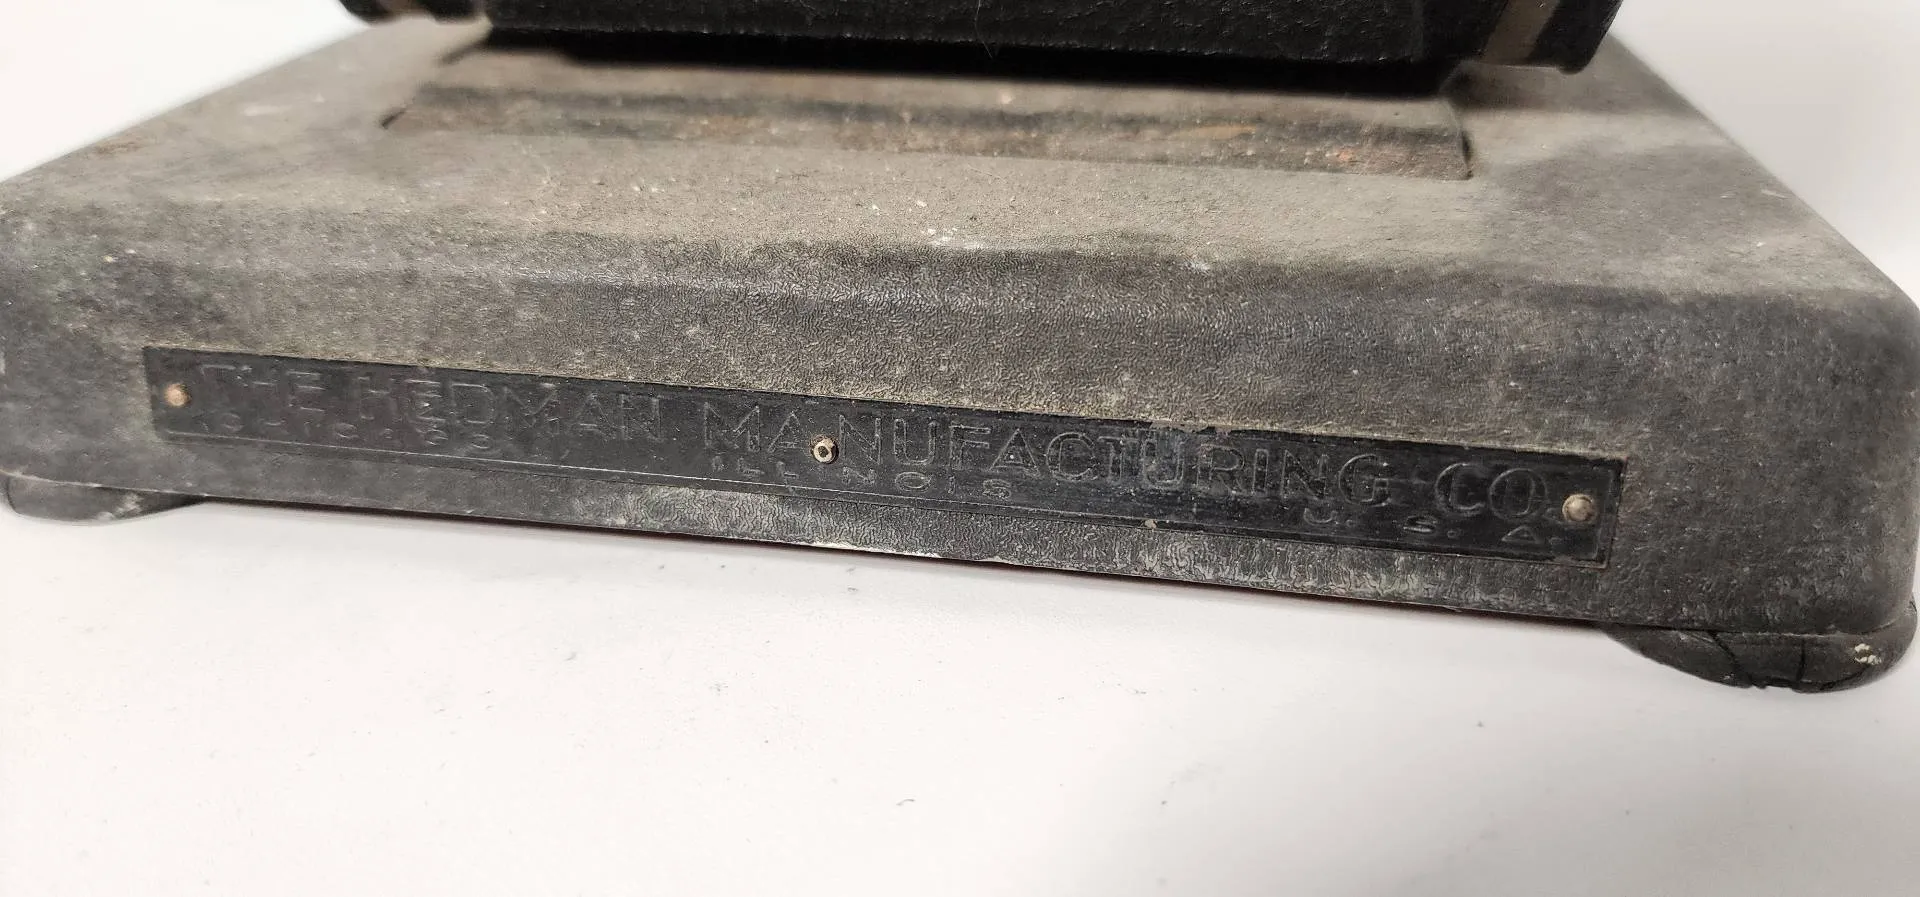 THE HEDMAN MANUFACTURING CO.
CHICAGO, ILLINOIS U. S. A.